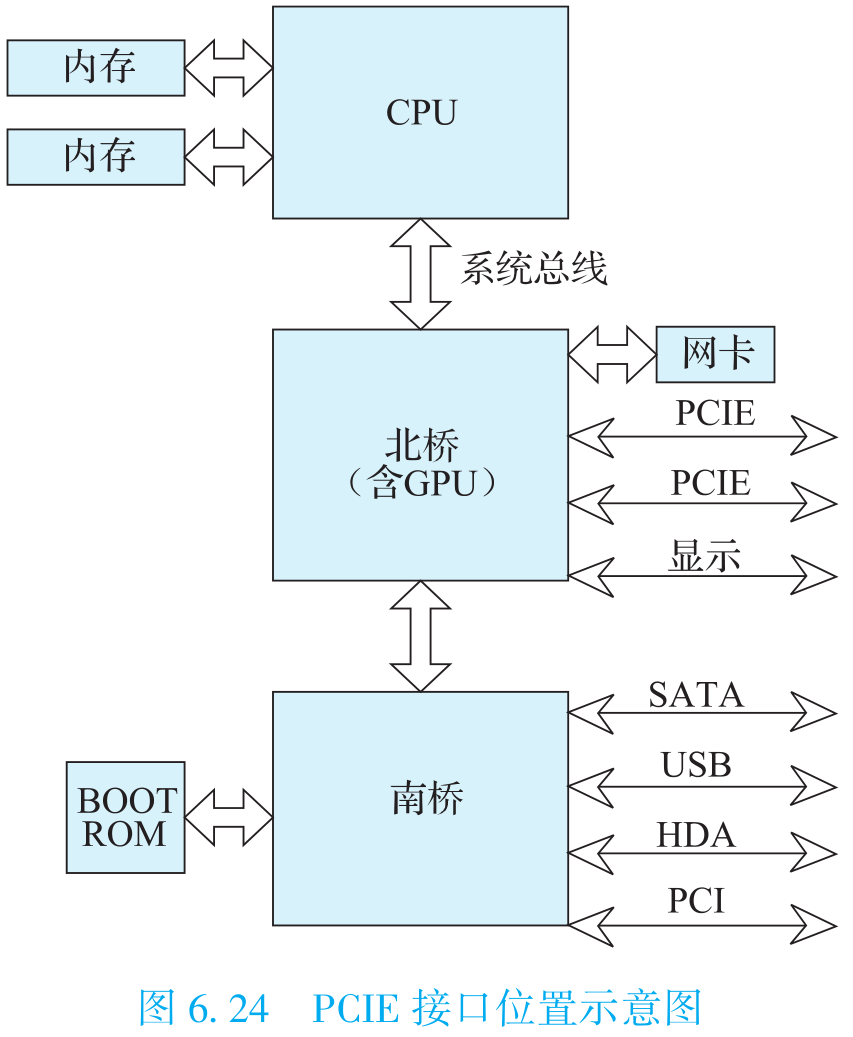 内存
CPU
内存
系统总线
网卡
PCIE
北桥
（含GPU）
PCIE
显示
SATA
USB
南桥
BOOT
ROM
HDA
PCI
图 6. 24 PCIE 接口位置示意图